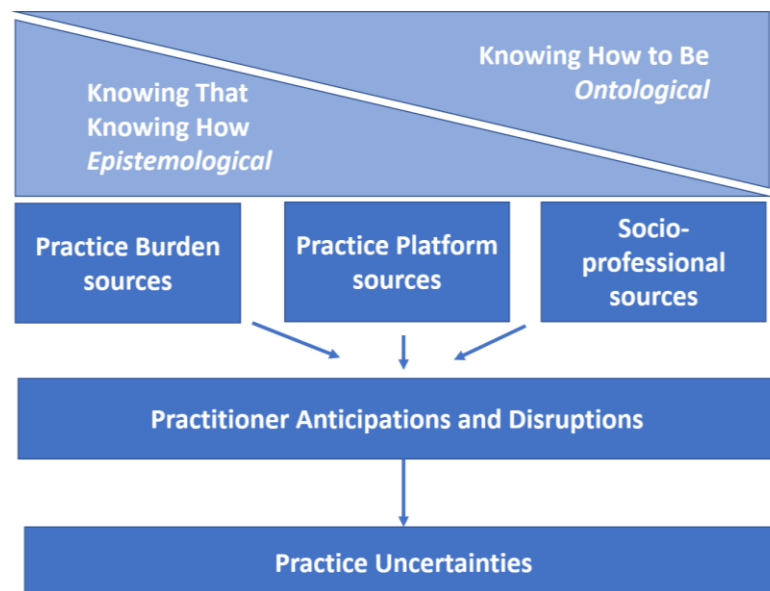 Knowing How to Be
Ontological
Knowing That
Knowing How
Epistemological
Practice Burden
sources
Practice Platform
sources
Socio-
professional
sources
Practitioner Anticipations and Disruptions
Practice Uncertainties